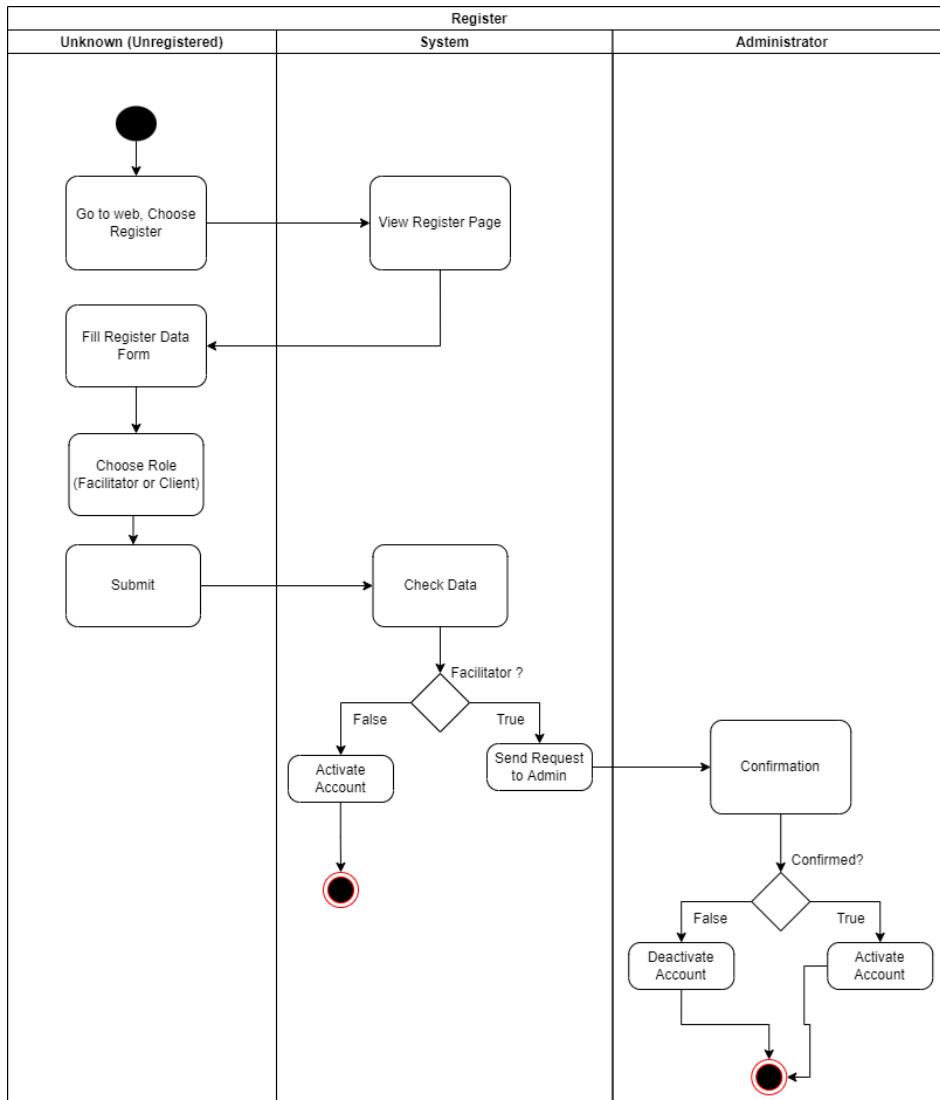 Register
Unknown (Unregistered)
System
Administrator
Go to web, Choose
Register
View Register Page
Fill Register Data
Form
Choose Role
(Facilitator or Client)
Submit
Check Data
Facilitator ?
False
True
Activate
Account
Send Request
to Admin
Confirmation
Confirmed?
False
True
Deactivate
Account
Activate
Account